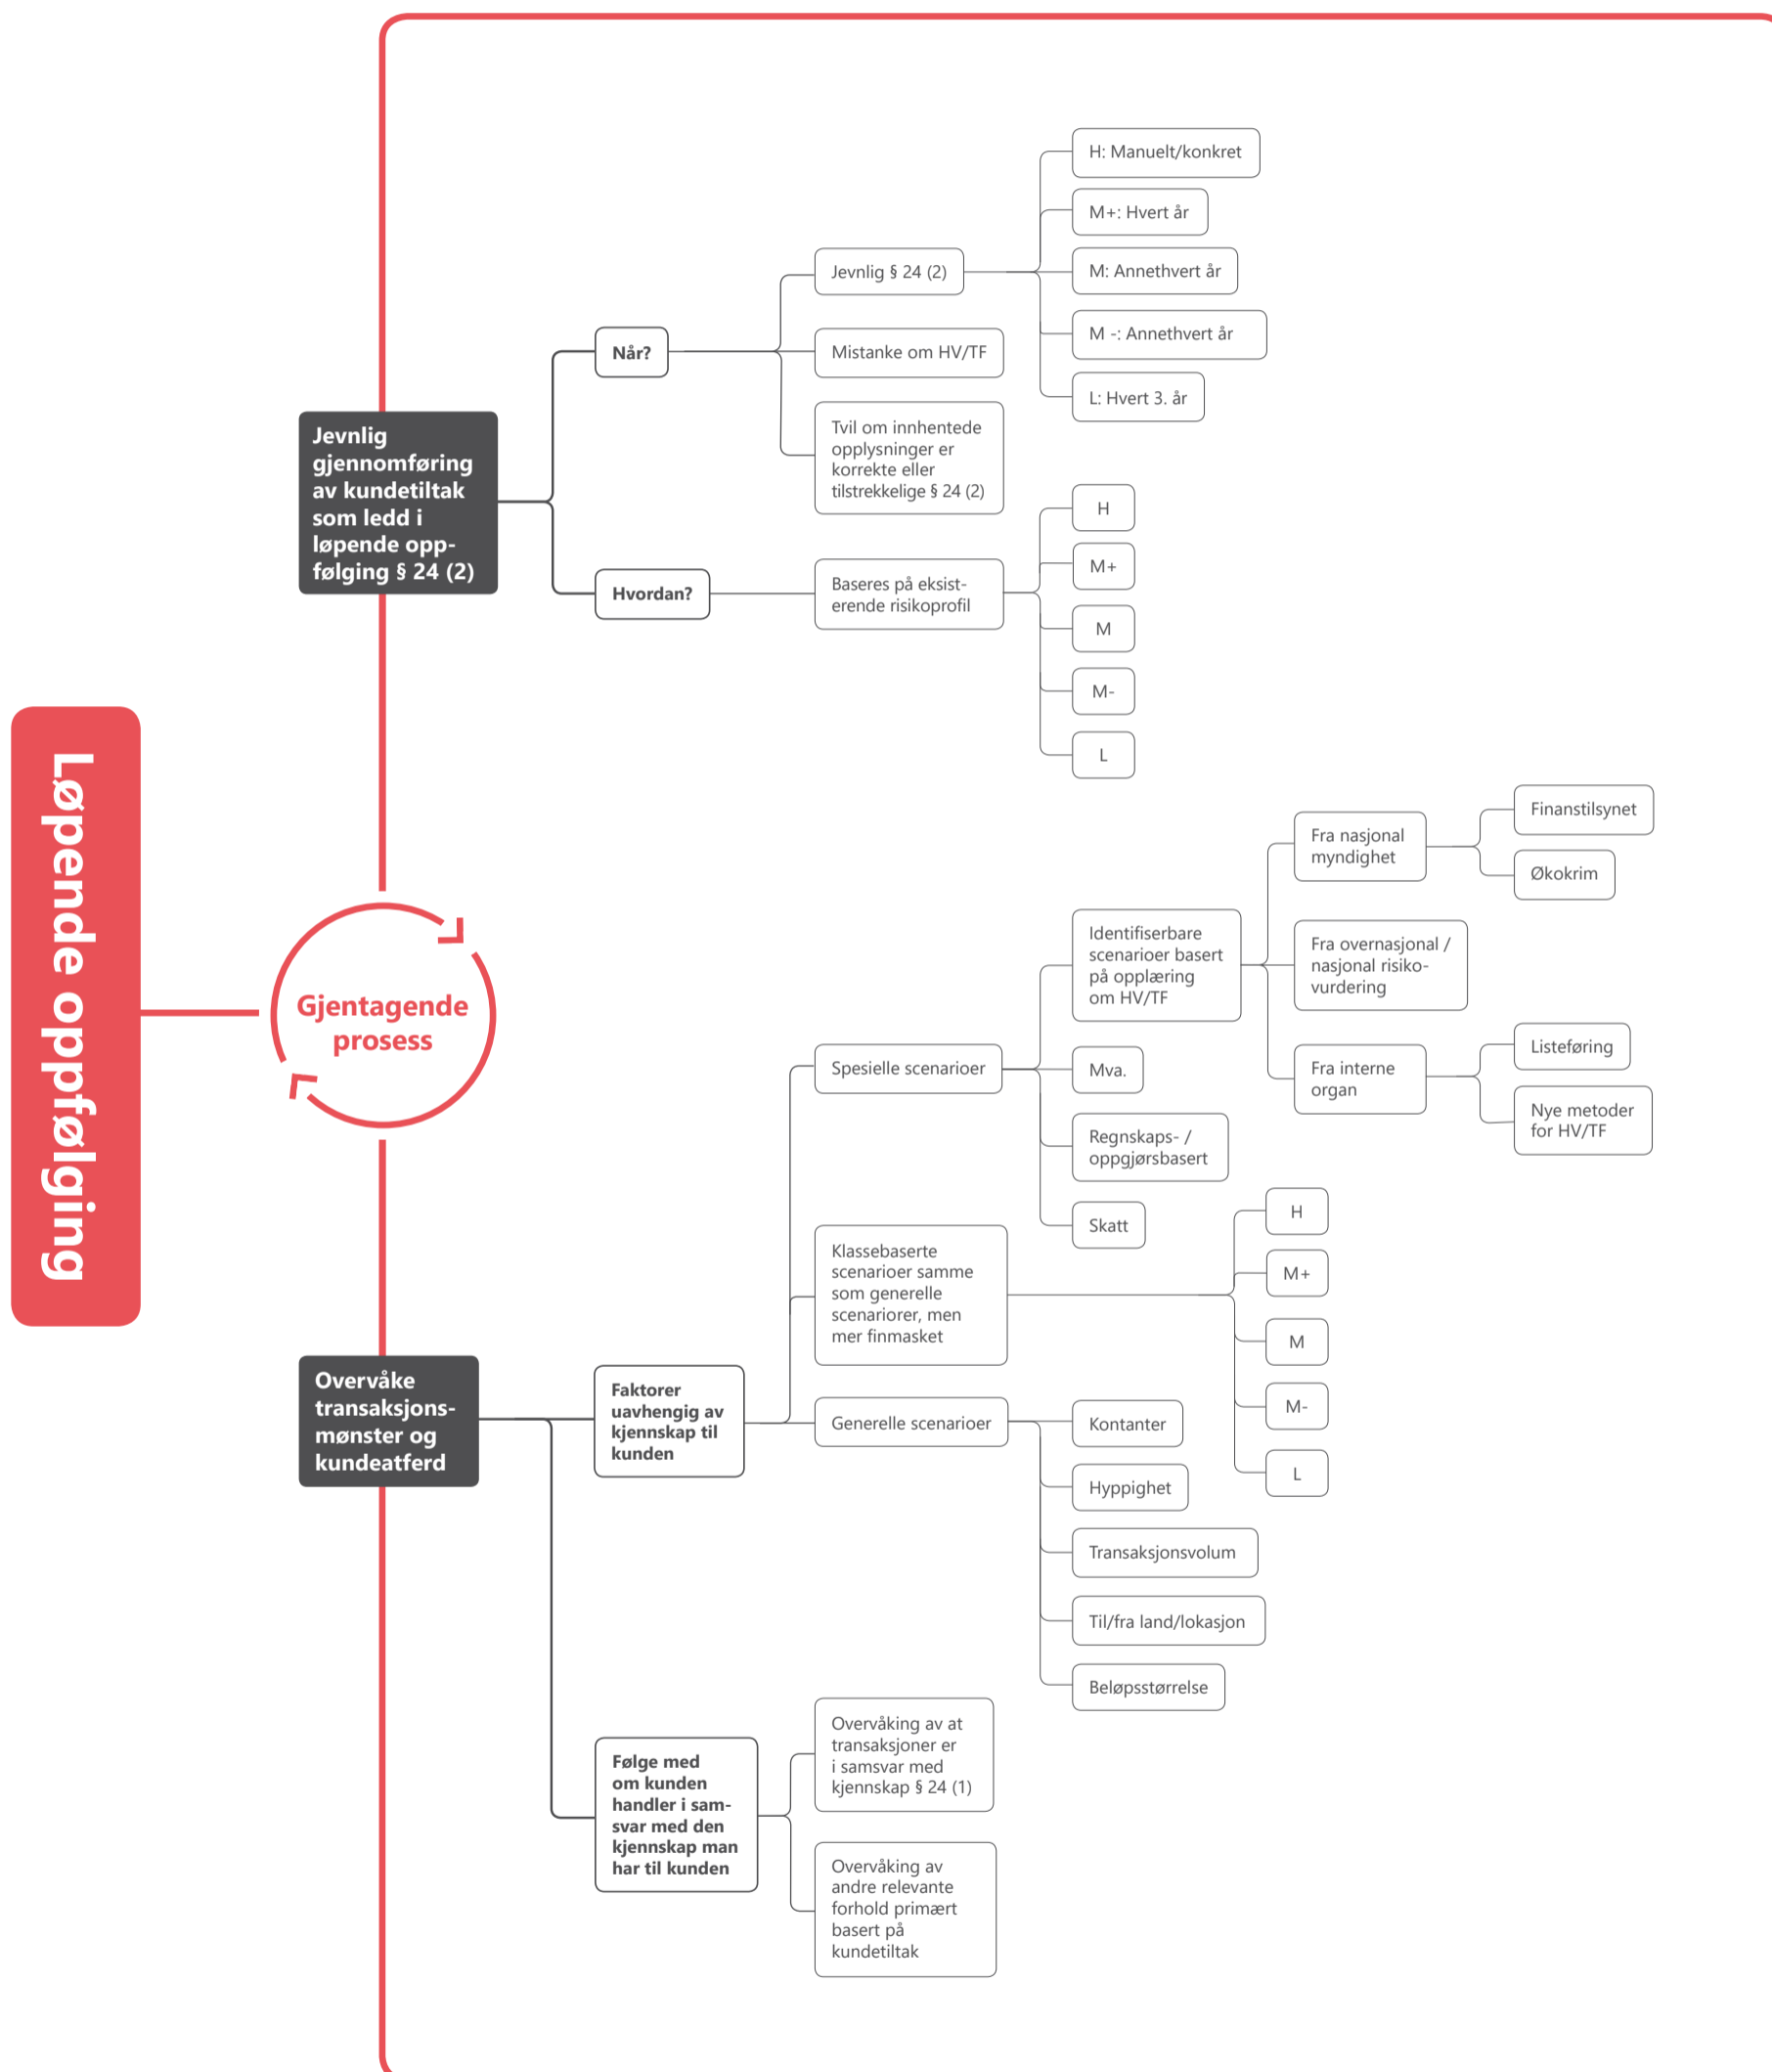 Løpende oppfølging
Gjentagende
prosess
Jevnlig
gjennomføring
av kundetiltak
som ledd i
løpende opp-
følging § 24 (2)
Når?
Jevnlig § 24 (2)
H: Manuelt/konkret
M+: Hvert år
M: Annethvert år
M -: Annethvert år
L: Hvert 3. år
Mistanke om HV/TF
Tvil om innhentede
opplysninger er
korrekte eller
tilstrekkelige § 24 (2)
Hvordan?
Baseres på eksist-
erende risikoprofil
H
M+
M
M-
L
Overvåke
transaksjons-
mønster og
kundeatferd
Faktorer
uavhengig av
kjennskap til
kunden
Spesielle scenarioer
Identifiserbare
scenarioer basert
på opplæring
om HV/TF
Fra nasjonal
myndighet
Finanstilsynet
Økokrim
Fra overnasjonal /
nasjonal risiko-
vurdering
Fra interne
organ
Listeføring
Nye metoder
for HV/TF
Mva.
Regnskaps- /
oppgjørsbasert
Skatt
Klassebaserte
scenarioer samme
som generelle
scenariorer, men
mer finmasket
H
M+
M
M-
L
Generelle scenarioer
Kontanter
Hyppighet
Transaksjonsvolum
Til/fra land/lokasjon
Beløpsstørrelse
Følge med
om kunden
handler i sam-
svar med den
kjennskap man
har til kunden
Overvåking av at
transaksjoner er
i samsvar med
kjennskap § 24 (1)
Overvåking av
andre relevante
forhold primært
basert på
kundetiltak